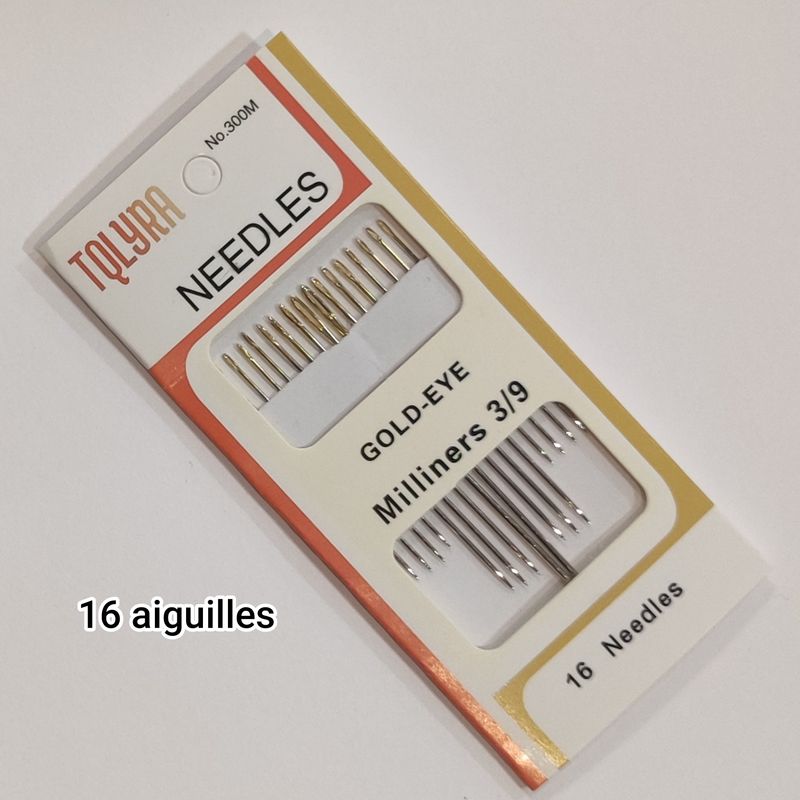 No.300M
TQLYRA
NEEDLES
GOLD-EYE
Milliners 3/9
16 Needles
16 aiguilles